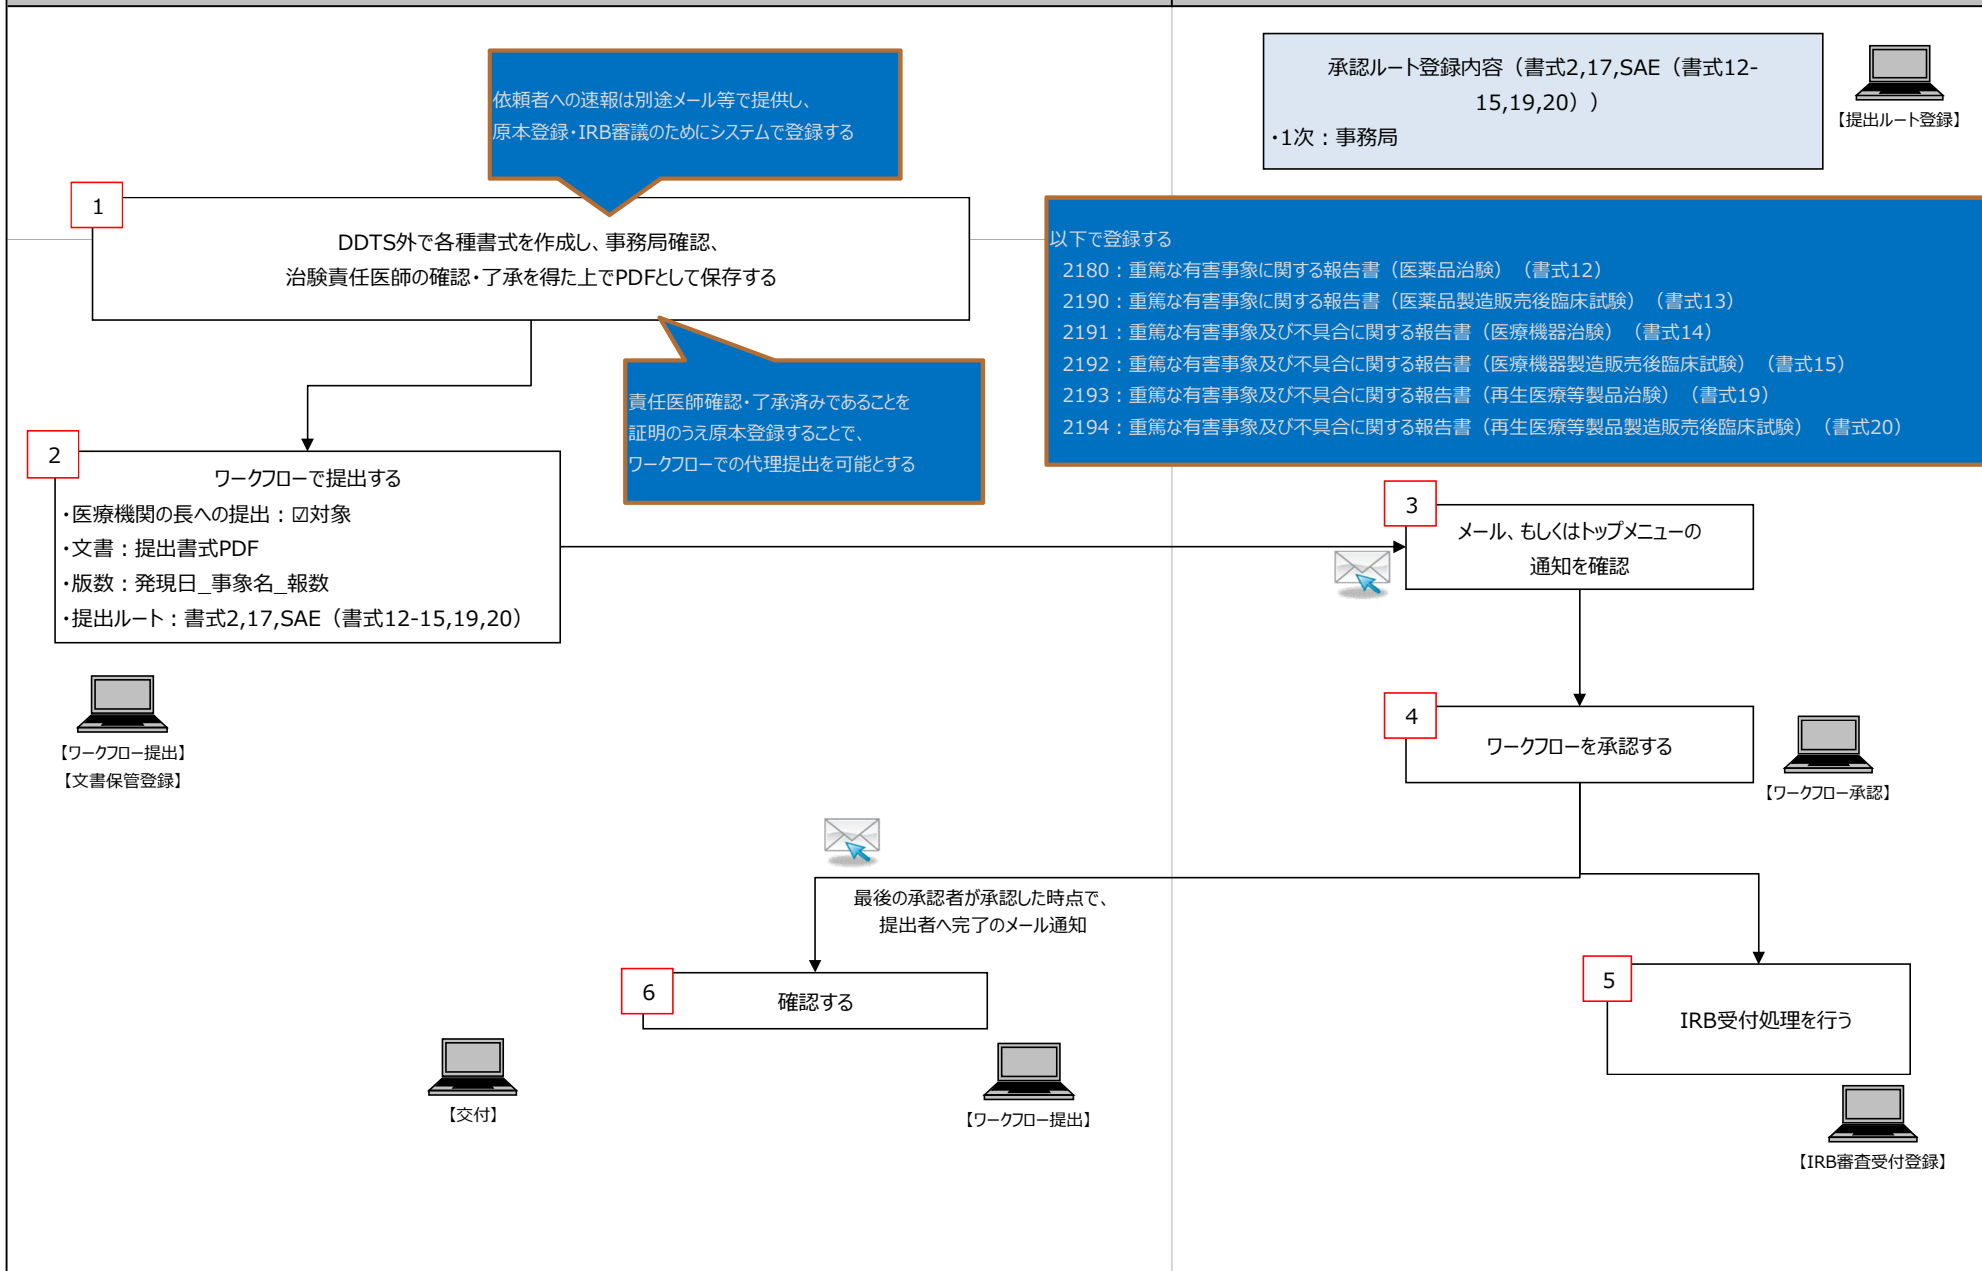 依頼者への速報は別途メール等で提供し、
原本登録・IRB審議のためにシステムで登録する
承認ルート登録内容（書式2,17,SAE（書式12-
15,19,20））
・1次：事務局
【提出ルート登録】
1
DDTS外で各種書式を作成し、事務局確認、
治験責任医師の確認・了承を得た上でPDFとして保存する
以下で登録する
2180：重篤な有害事象に関する報告書（医薬品治験）（書式12）
2190：重篤な有害事象に関する報告書（医薬品製造販売後臨床試験）（書式13）
2191：重篤な有害事象及び不具合に関する報告書（医療機器治験）（書式14）
2192：重篤な有害事象及び不具合に関する報告書（医療機器製造販売後臨床試験）（書式15）
2193：重篤な有害事象及び不具合に関する報告書（再生医療等製品治験）（書式19）
2194：重篤な有害事象及び不具合に関する報告書（再生医療等製品製造販売後臨床試験）（書式20）
責任医師確認・了承済みであることを
証明のうえ原本登録することで、
ワークフローでの代理提出を可能とする
2
ワークフローで提出する
・医療機関の長への提出：☑対象
・文書：提出書式PDF
・版数：発現日_事象名_報数
・提出ルート：書式2,17,SAE（書式12-15,19,20）
【ワークフロー提出】
【文書保管登録】
3
メール、もしくはトップメニューの
通知を確認
4
ワークフローを承認する
【ワークフロー承認】
最後の承認者が承認した時点で、
提出者へ完了のメール通知
5
IRB受付処理を行う
【IRB審査受付登録】
6
確認する
【交付】
【ワークフロー提出】